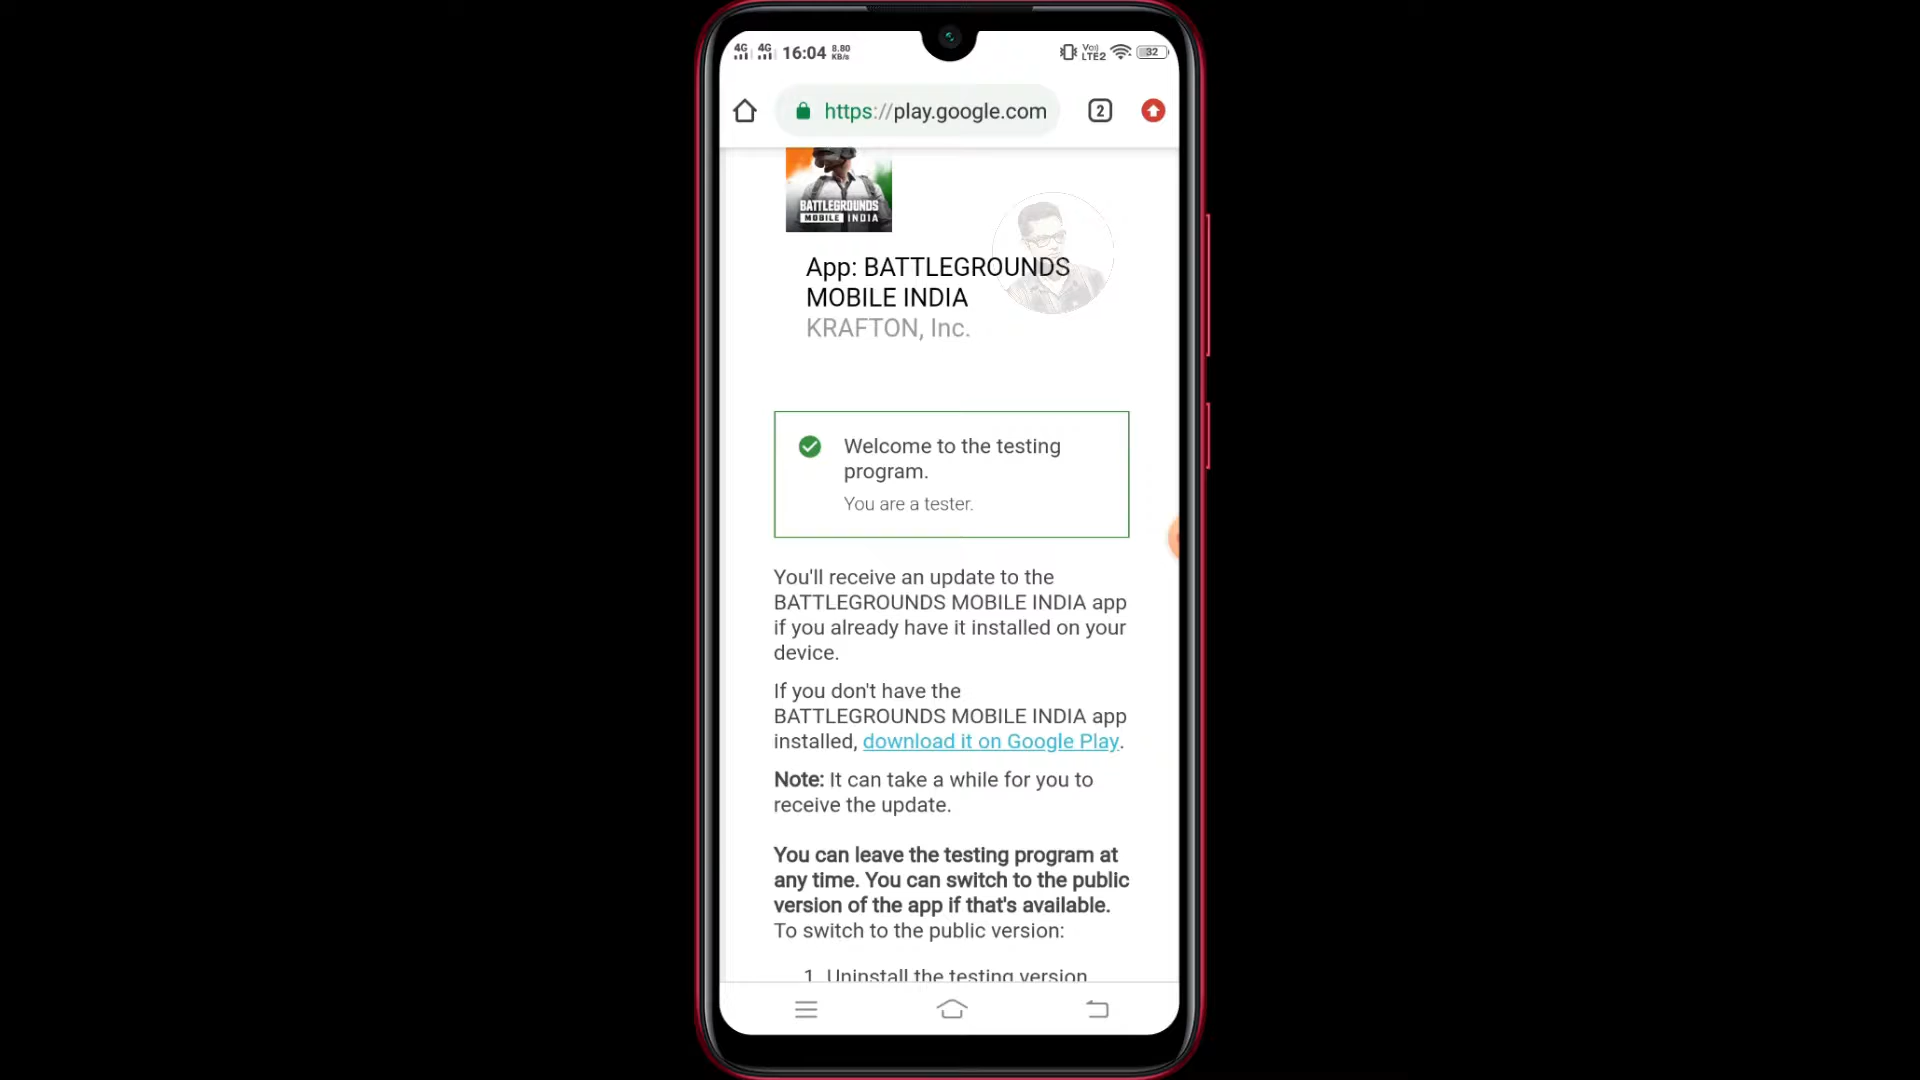 4G 4G 16:04 8.80 KB/s Vo) LTE2 32
https://play.google.com 2
BATTLEGROUNDS
MOBILE INDIA
App: BATTLEGROUNDS
MOBILE INDIA
KRAFTON, Inc.
Welcome to the testing
program.
You are a tester.
You'll receive an update to the
BATTLEGROUNDS MOBILE INDIA app
if you already have it installed on your
device.
If you don't have the
BATTLEGROUNDS MOBILE INDIA app
installed, download it on Google Play.
Note: It can take a while for you to
receive the update.
You can leave the testing program at
any time. You can switch to the public
version of the app if that's available.
To switch to the public version:
1. Uninstall the testing version